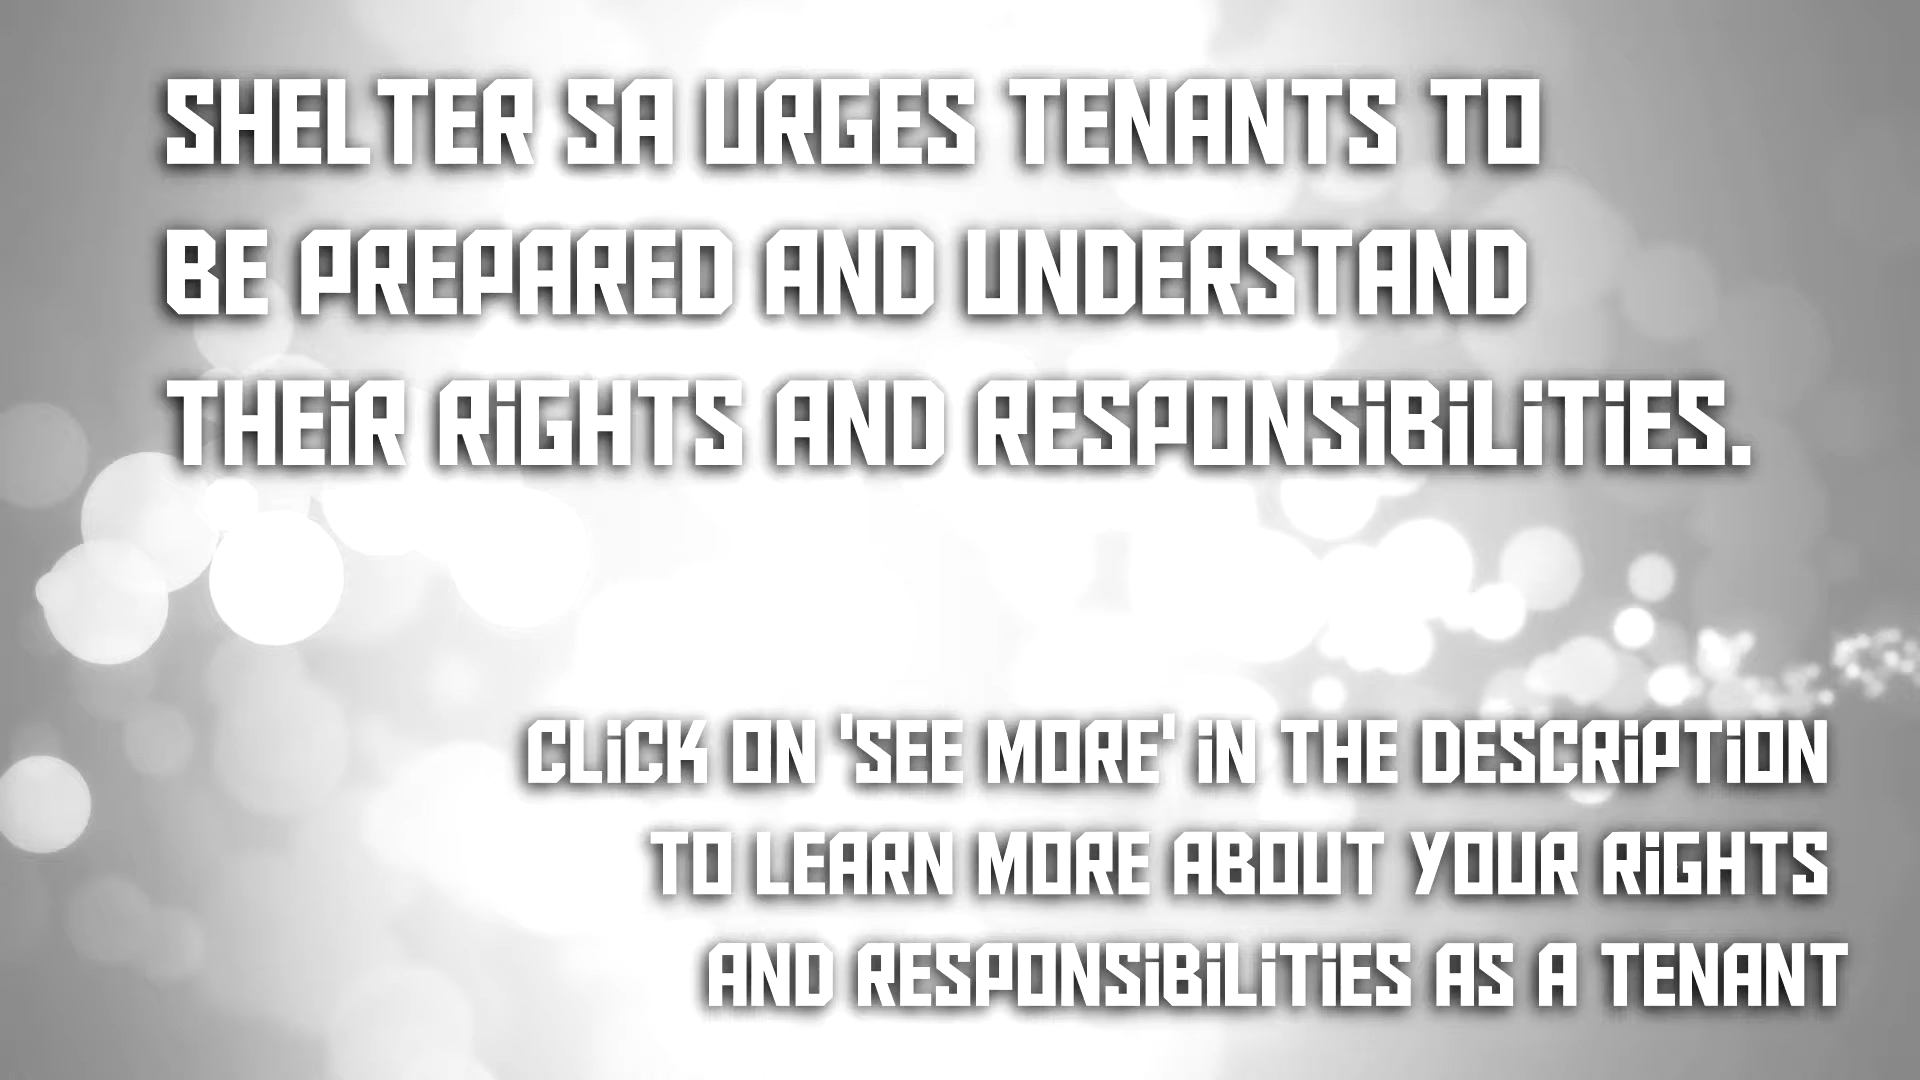 SHELTER SA URGES TENANTS TO
BE PREPARED AND UNDERSTAND
THEiR RiGHTS AND RESPONSiBiLiTiES.
CLiCK ON 'SEE MORE' iN THE DESCRiPTiON
TO LEARN MORE ABOUT YOUR RiGHTS
AND RESPONSiBiLiTiES AS A TENANT